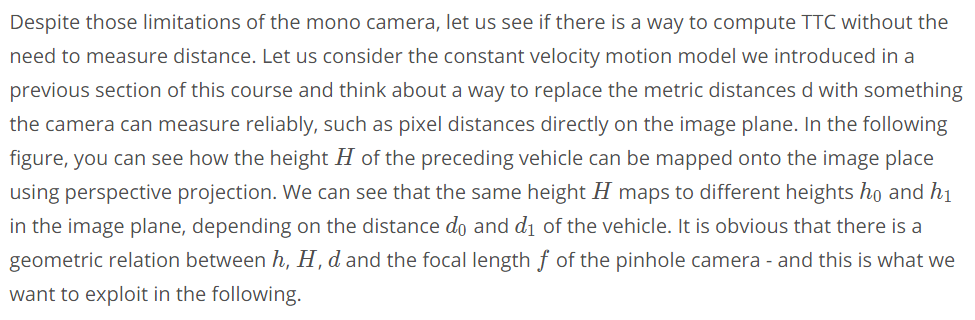 Despite those limitations of the mono camera, let us see if there is a way to compute TTC without the
need to measure distance. Let us consider the constant velocity motion model we introduced in a
previous section of this course and think about a way to replace the metric distances d with something
the camera can measure reliably, such as pixel distances directly on the image plane. In the following
figure, you can see how the height H of the preceding vehicle can be mapped onto the image place
using perspective projection. We can see that the same height H maps to different heights h₀ and h₁
in the image plane, depending on the distance d₀ and d₁ of the vehicle. It is obvious that there is a
geometric relation between h, H, d and the focal length f of the pinhole camera - and this is what we
want to exploit in the following.